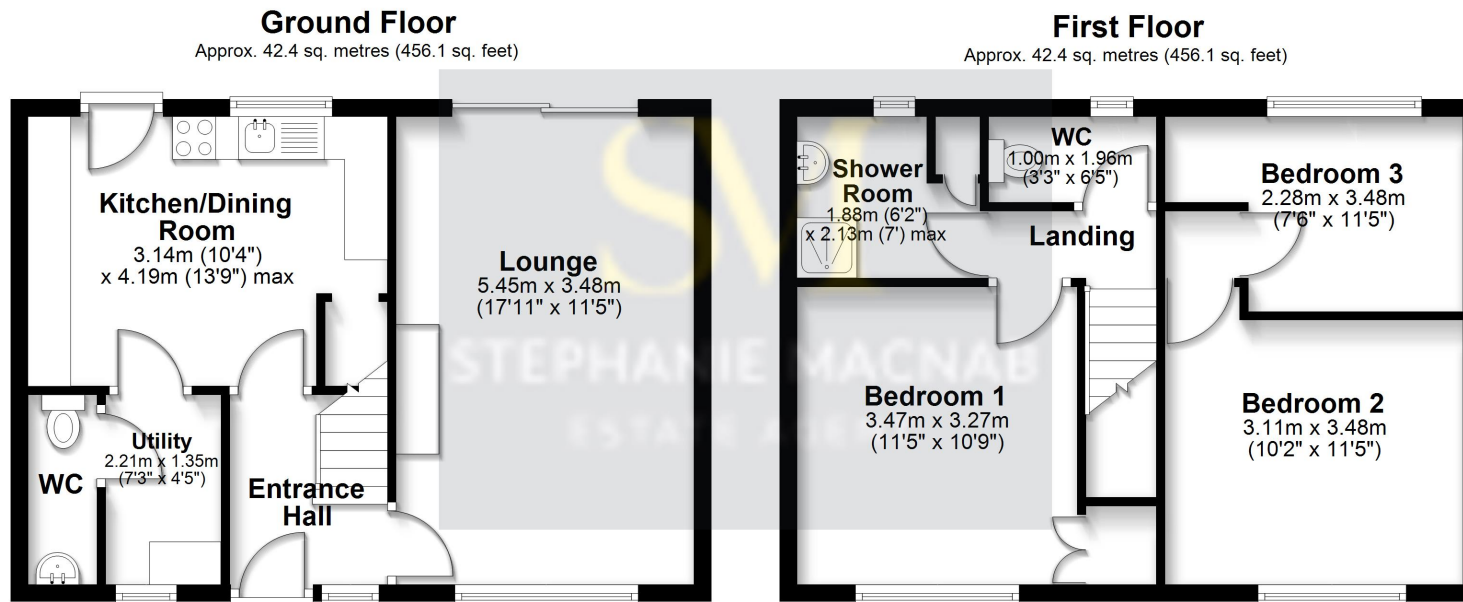 Ground Floor
Approx. 42.4 sq. metres (456.1 sq. feet)
Kitchen/Dining
Room
3.14m (10'4")
x 4.19m (13'9") max
Lounge
5.45m x 3.48m
(17'11" x 11'5")
Utility
2.21m x 1.35m
(7'3" x 4'5")
WC
Entrance
Hall
First Floor
Approx. 42.4 sq. metres (456.1 sq. feet)
Shower
Room
1.88m (6'2")
x 2.13m (7') max
WC
1.00m x 1.96m
(3'3" x 6'5")
Landing
Bedroom 3
2.28m x 3.48m
(7'6" x 11'5")
Bedroom 1
3.47m x 3.27m
(11'5" x 10'9")
Bedroom 2
3.11m x 3.48m
(10'2" x 11'5")
SM
STEPHANIE MACNAB
ESTATE